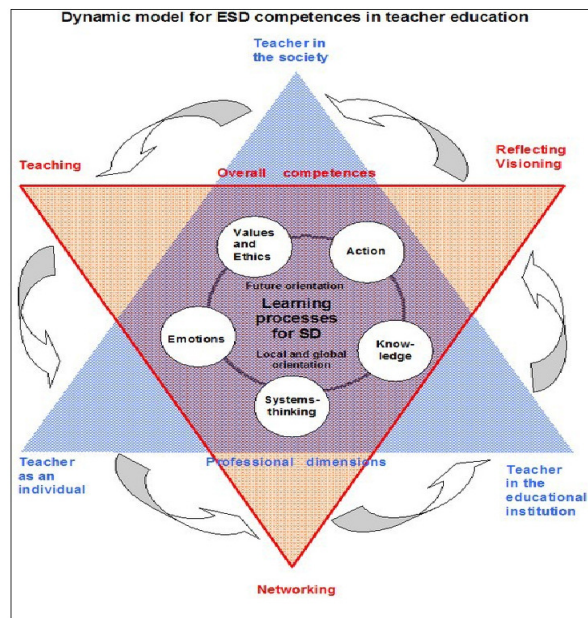 Dynamic model for ESD competences in teacher education
Teacher in
the society
Teaching
Reflecting
Visioning
Overall competences
Values
and
Ethics
Action
Future orientation
Learning
processes
for SD
Emotions
Know-
ledge
Local and global
orientation
Systems-
thinking
Teacher
as an
individual
Professional dimensions
Teacher
in the
educational
institution
Networking